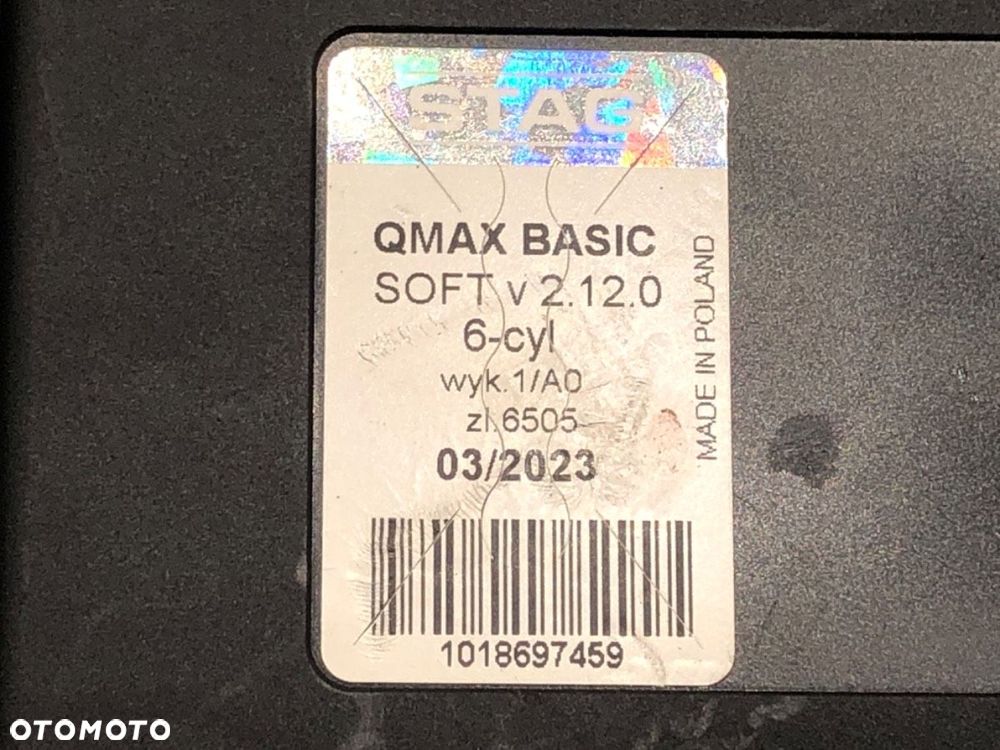 STAG
QMAX BASIC
SOFT v 2.12.0
6-cyl
wyk.1/A0
zl.6505
03/2023
MADE IN POLAND
1018697459
OTOMOTO